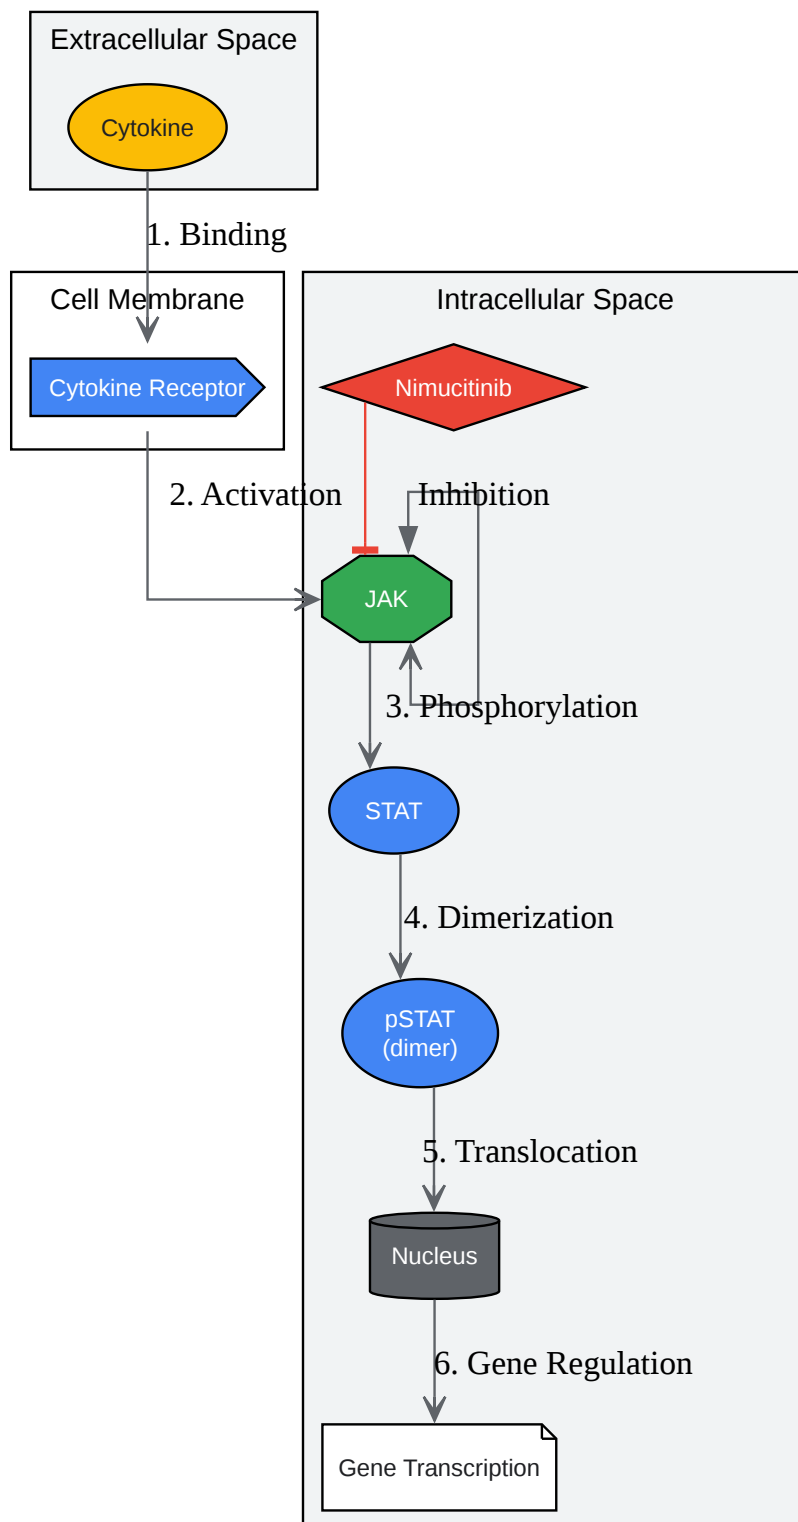 Extracellular Space
Cytokine
1. Binding
Cell Membrane
Intracellular Space
Cytokine Receptor
Nimucitinib
2. Activation
Inhibition
JAK
3. Phosphorylation
STAT
4. Dimerization
pSTAT
(dimer)
5. Translocation
Nucleus
6. Gene Regulation
Gene Transcription